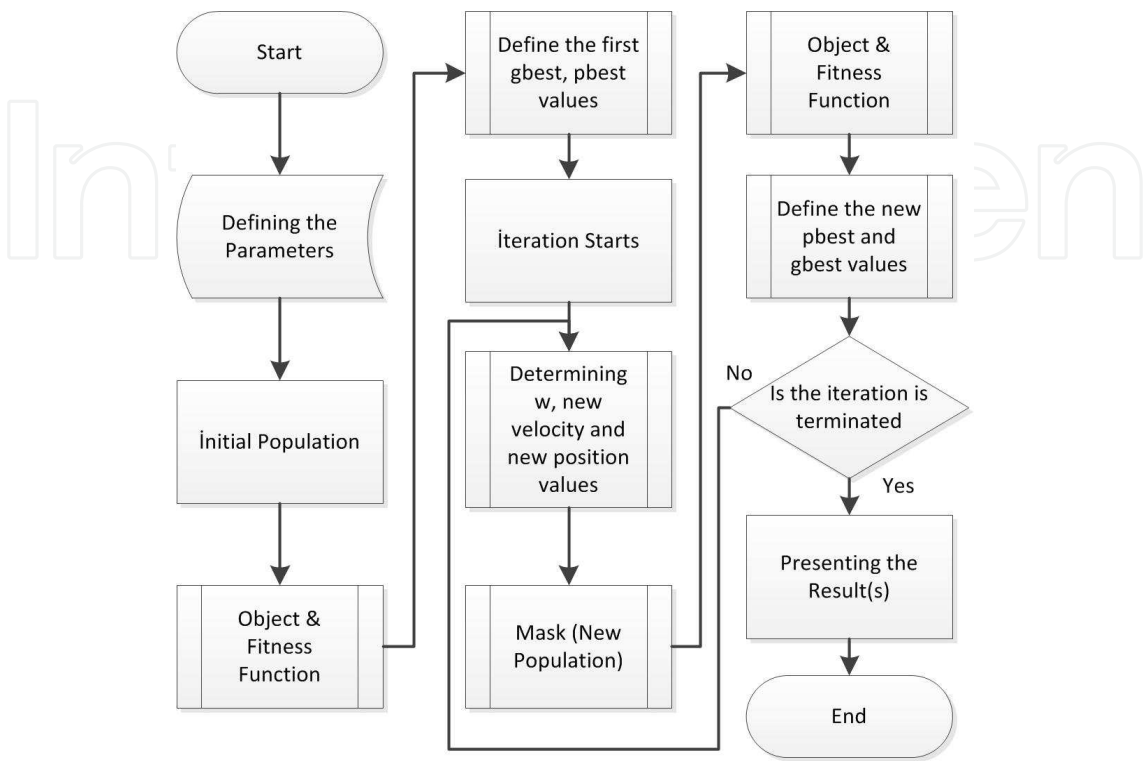 Start
Defining the
Parameters
İnitial Population
Object &
Fitness
Function
Define the first
gbest, pbest
values
İteration Starts
Determining
w, new
velocity and
new position
values
Mask (New
Population)
Object &
Fitness
Function
Define the new
pbest and
gbest values
No
Is the iteration is
terminated
Yes
Presenting the
Result(s)
End